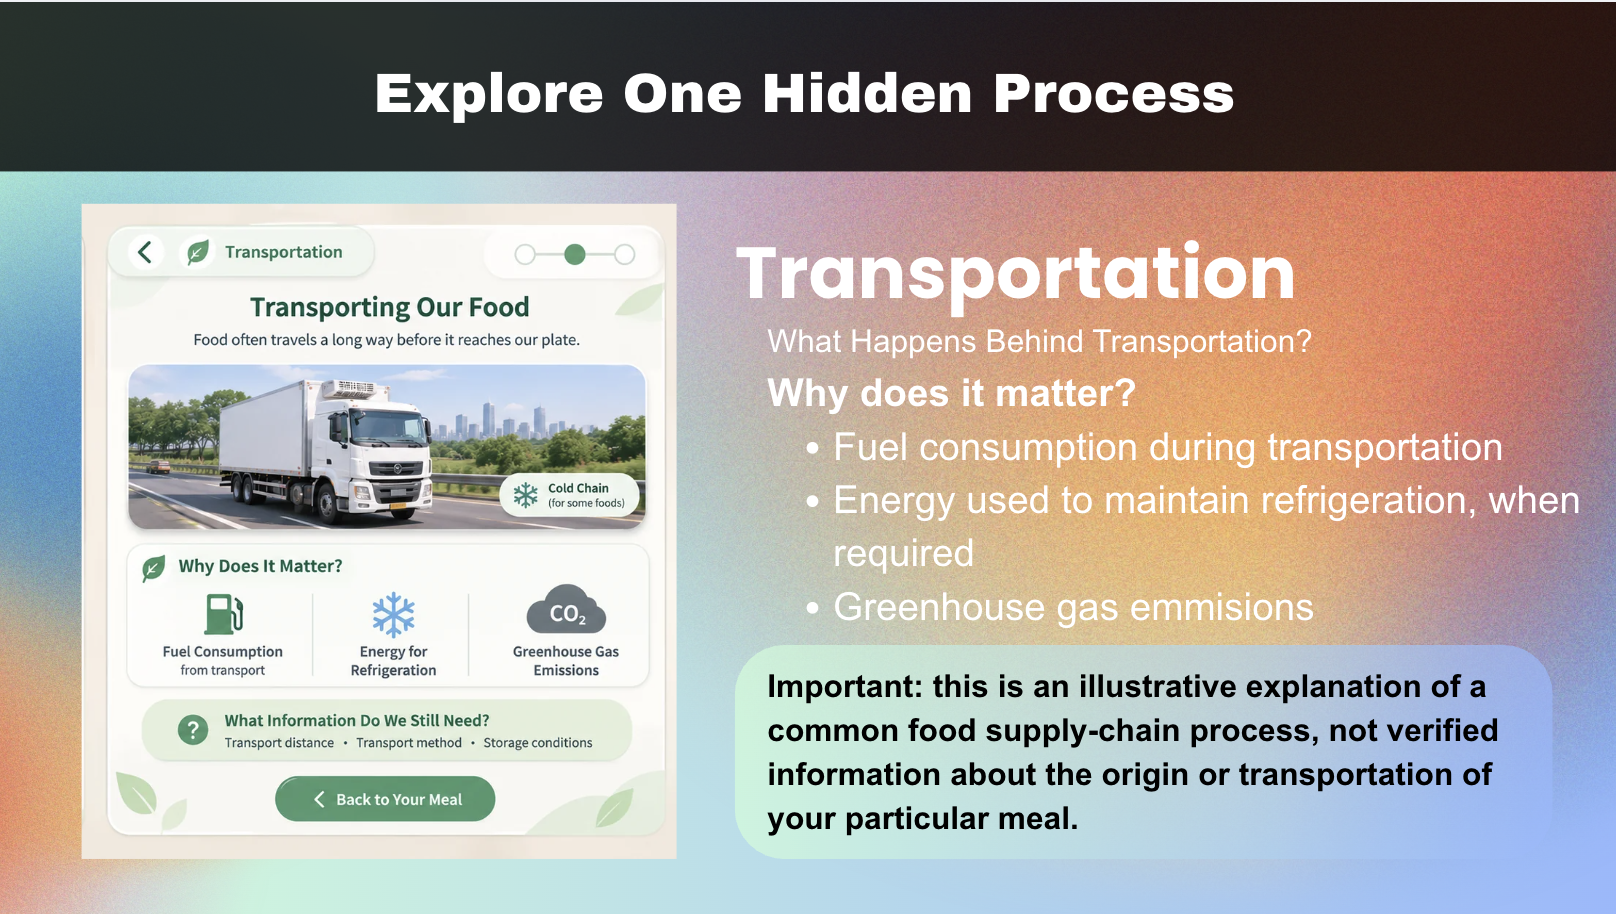 Explore One Hidden Process
Transportation
Transporting Our Food
Food often travels a long way before it reaches our plate.
Cold Chain
(for some foods)
Why Does It Matter?
CO₂
Fuel Consumption
from transport
Energy for
Refrigeration
Greenhouse Gas
Emissions
?
What Information Do We Still Need?
Transport distance • Transport method • Storage conditions
Back to Your Meal
Transportation
What Happens Behind Transportation?
Why does it matter?
• Fuel consumption during transportation
• Energy used to maintain refrigeration, when
required
• Greenhouse gas emmisions
Important: this is an illustrative explanation of a
common food supply-chain process, not verified
information about the origin or transportation of
your particular meal.